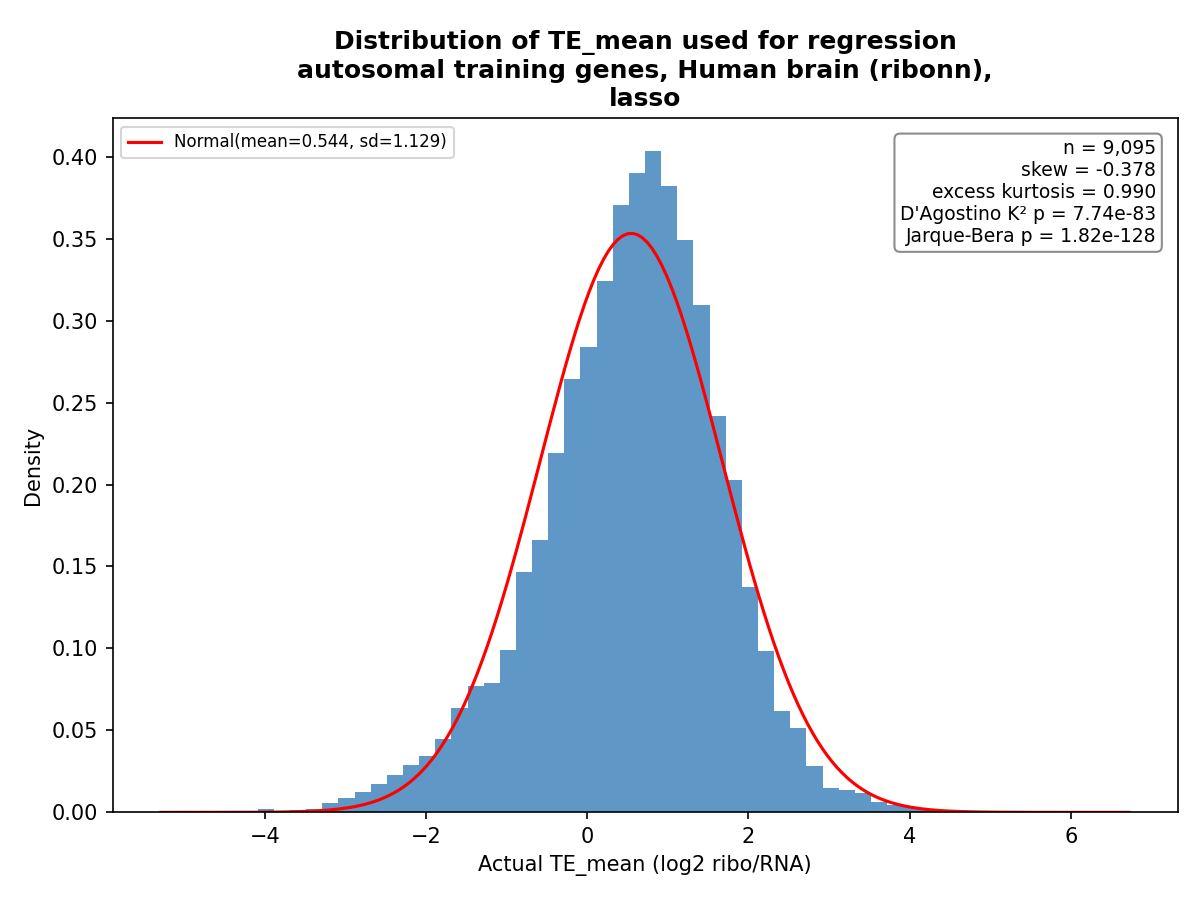 Distribution of TE_mean used for regression
autosomal training genes, Human brain (ribonn),
lasso
Normal(mean=0.544, sd=1.129)
n = 9,095
skew = -0.378
excess kurtosis = 0.990
D'Agostino K² p = 7.74e-83
Jarque-Bera p = 1.82e-128
Density
0.40
0.35
0.30
0.25
0.20
0.15
0.10
0.05
0.00
−4 −2 0 2 4 6
Actual TE_mean (log2 ribo/RNA)